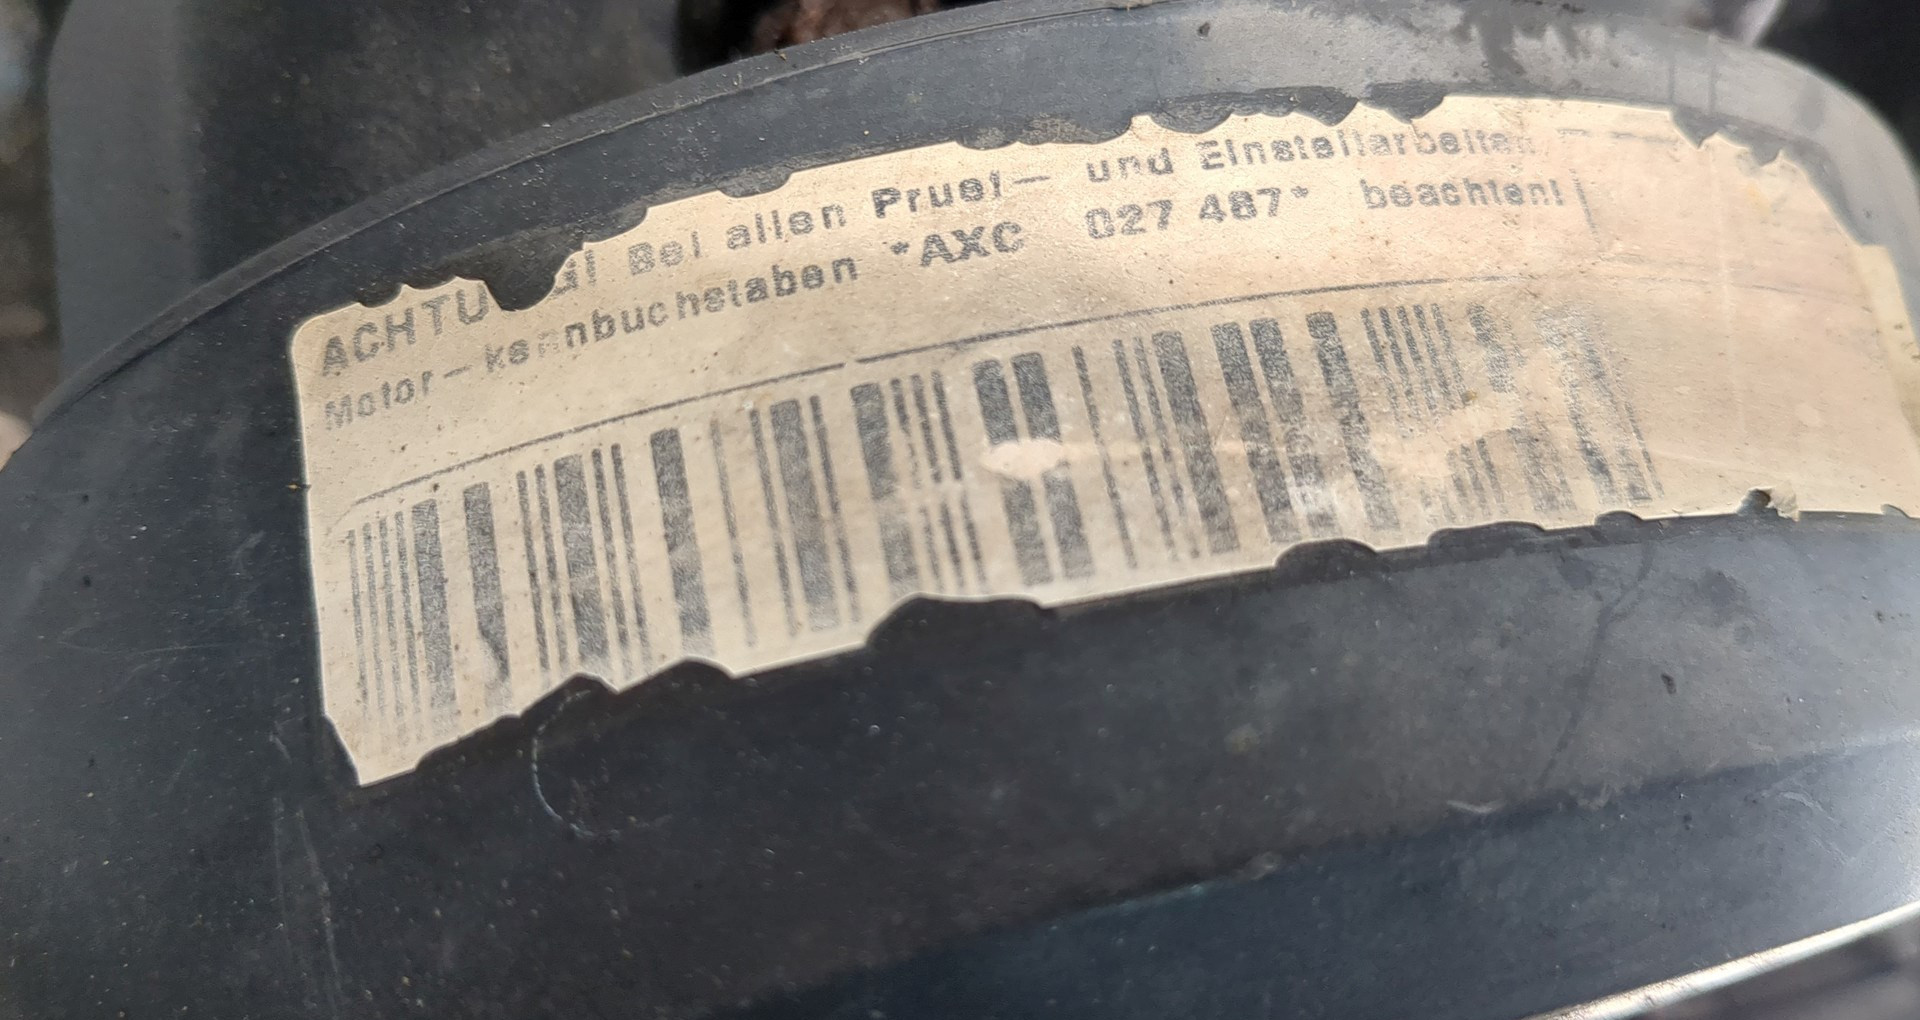 ACHTU   g! Bei allen Pruef- und Einstellarbeiten
Motor-kennbuchstaben *AXC 027 487* beachten!